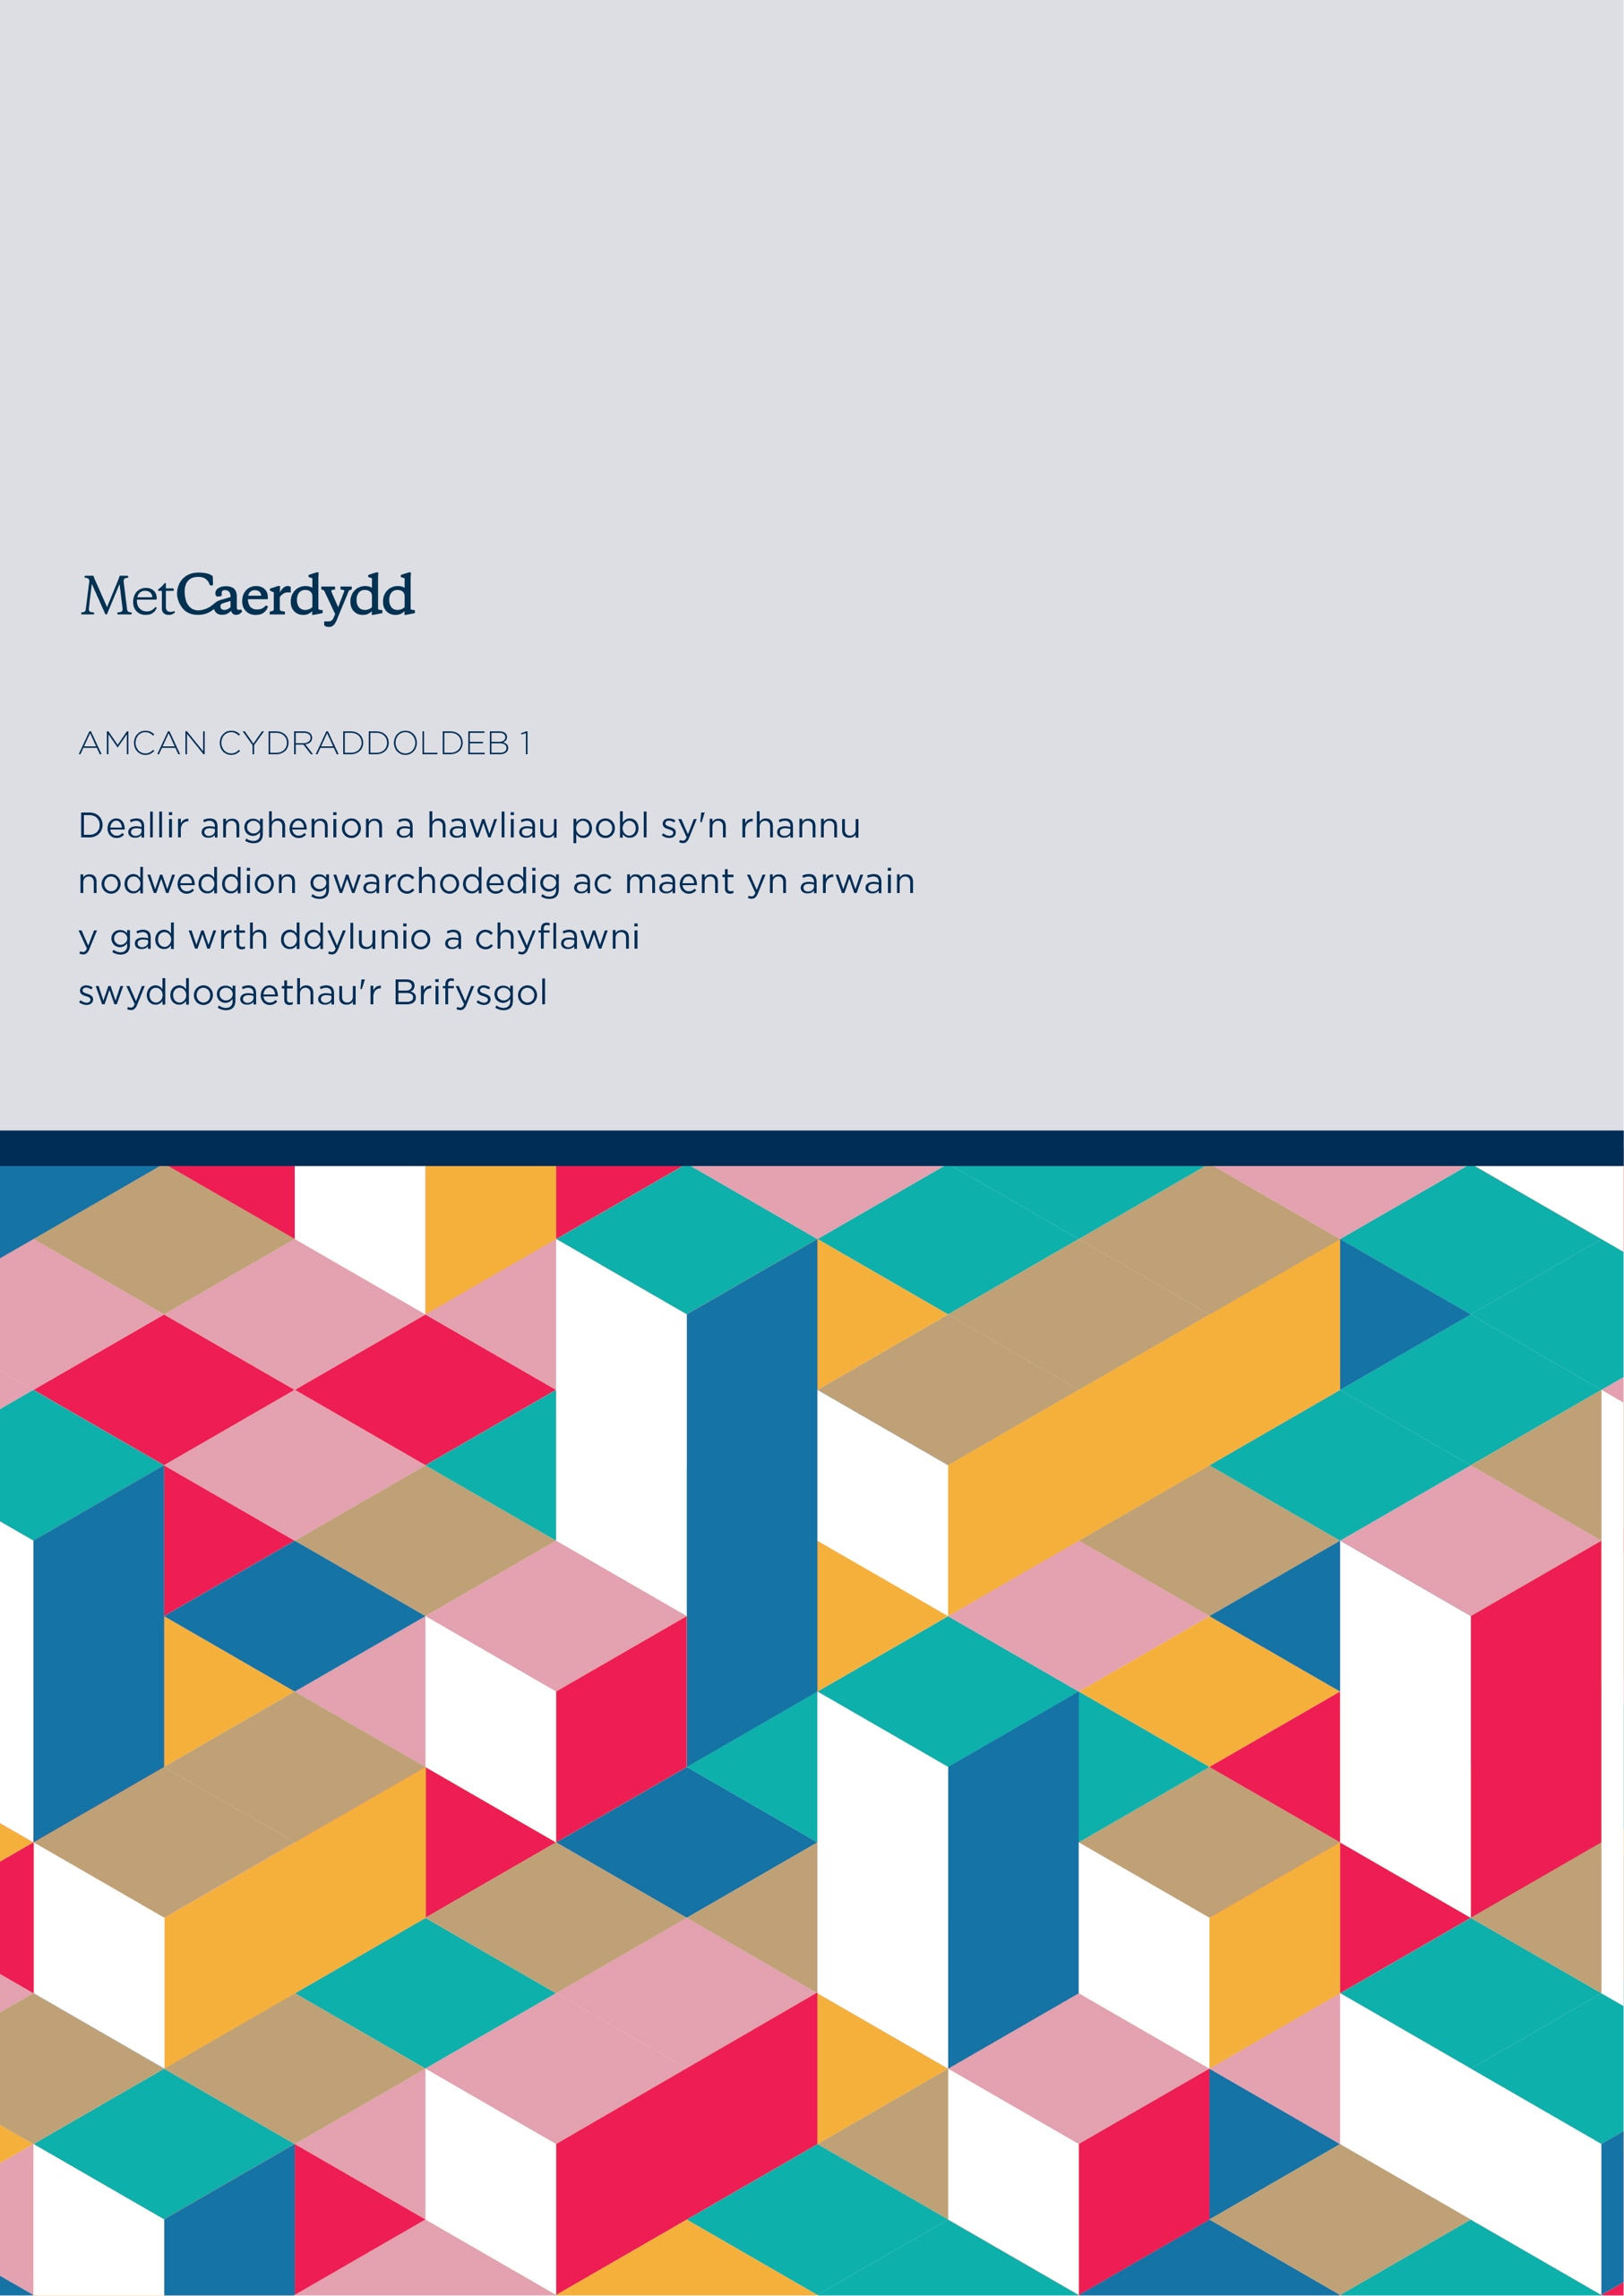 MetCaerdydd
AMCAN CYDRADDOLDEB 1
Deallir anghenion a hawliau pobl sy'n rhannu
nodweddion gwarchodedig ac maent yn arwain
y gad wrth ddylunio a chyflawni
swyddogaethau'r Brifysgol